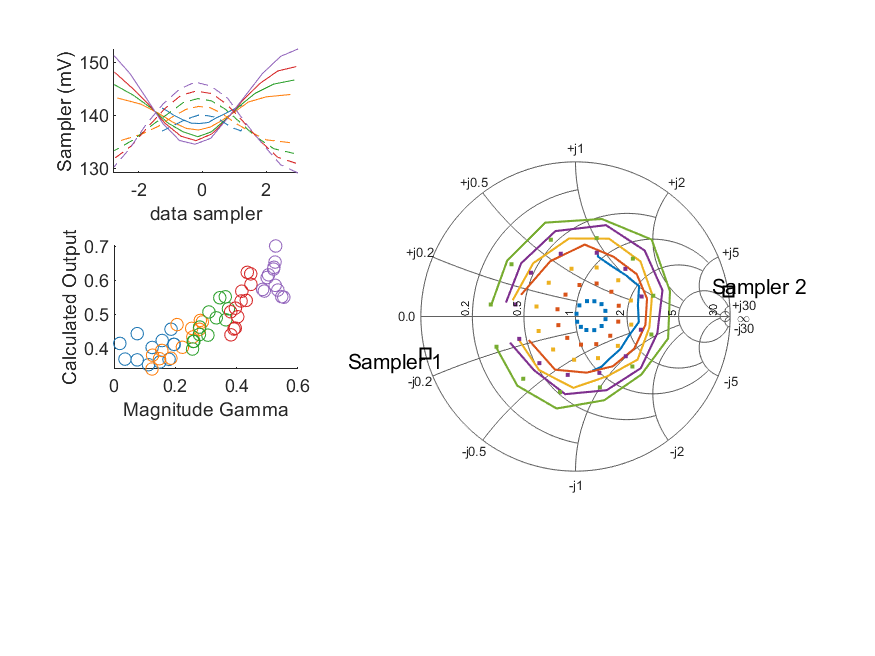 150
140
130
Sampler (mV)
-2 0 2
data sampler
0.7
0.6
0.5
0.4
Calculated Output
0 0.2 0.4 0.6
Magnitude Gamma
+j1
+j0.5
+j2
+j0.2
+j5
Sampler 2
+j30
0.0
0.2
0.5
1
2
5
30
∞
-j30
Sampler 1
-j0.2
-j5
-j0.5
-j2
-j1